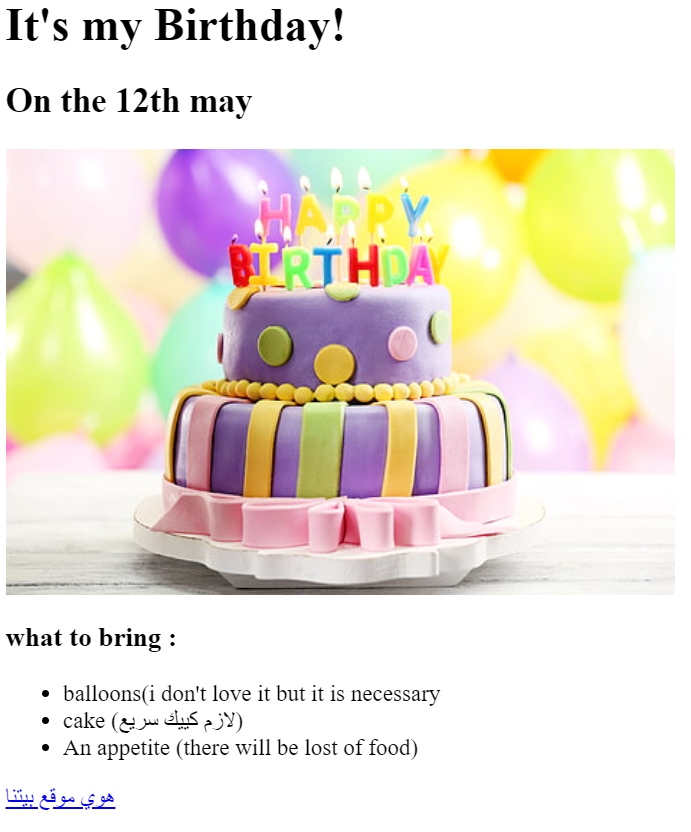 It's my Birthday!
On the 12th may
HAPPY
BIRTHDAY
what to bring :
balloons(i don't love it but it is necessary
cake (لازم كييك سريع)
An appetite (there will be lost of food)
هوي موقع بيتنا